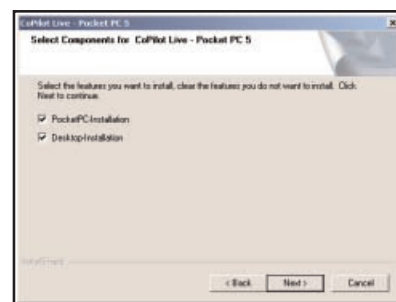 CoPilot Live - Pocket PC 5
Select Components for CoPilot Live - Pocket PC 5
Select the features you want to install, clear the features you do not want to install. Click
Next to continue.
PocketPC-Installation
Desktop-Installation
InstallShield
< Back Next > Cancel